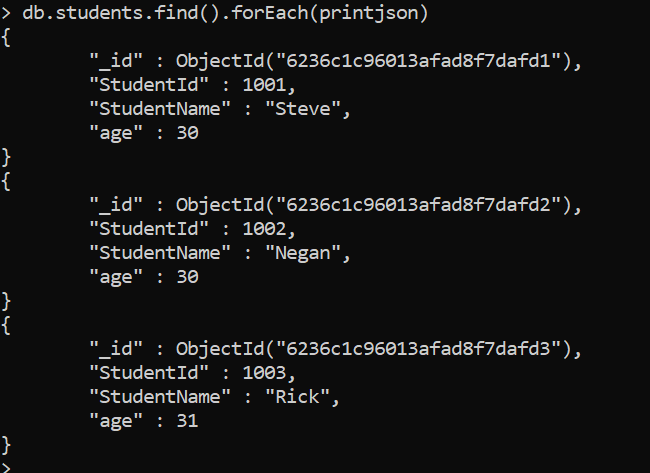 > db.students.find().forEach(printjson)
{
        "_id" : ObjectId("6236c1c96013afad8f7dafd1"),
        "StudentId" : 1001,
        "StudentName" : "Steve",
        "age" : 30
}
{
        "_id" : ObjectId("6236c1c96013afad8f7dafd2"),
        "StudentId" : 1002,
        "StudentName" : "Negan",
        "age" : 30
}
{
        "_id" : ObjectId("6236c1c96013afad8f7dafd3"),
        "StudentId" : 1003,
        "StudentName" : "Rick",
        "age" : 31
}
>